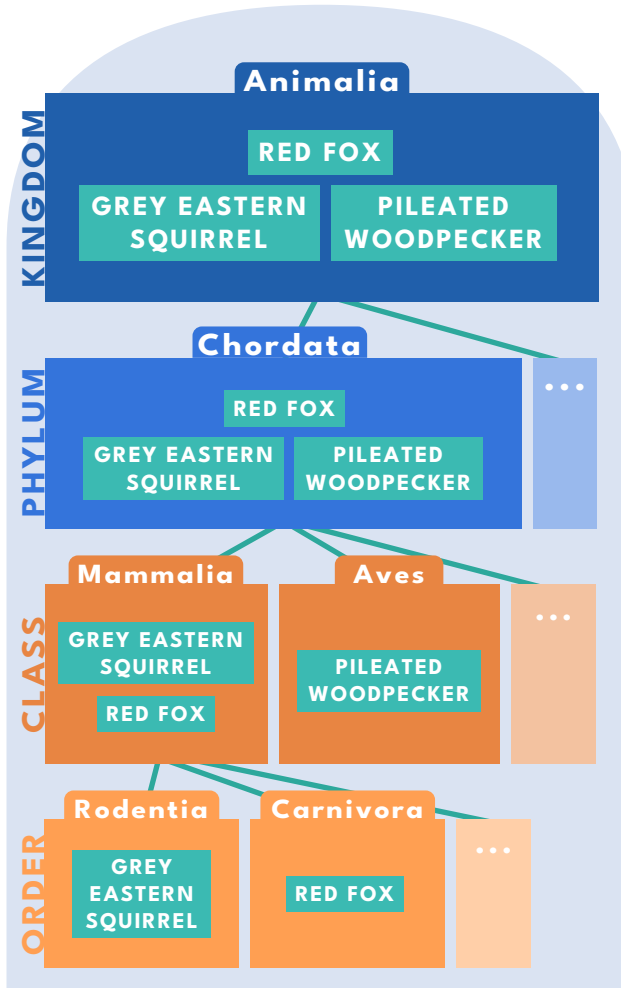 Animalia
KINGDOM
RED FOX
GREY EASTERN
SQUIRREL
PILEATED
WOODPECKER
Chordata
PHYLUM
...
RED FOX
GREY EASTERN
SQUIRREL
PILEATED
WOODPECKER
Mammalia
Aves
CLASS
...
GREY EASTERN
SQUIRREL
RED FOX
PILEATED
WOODPECKER
Rodentia
Carnivora
ORDER
...
GREY
EASTERN
SQUIRREL
RED FOX